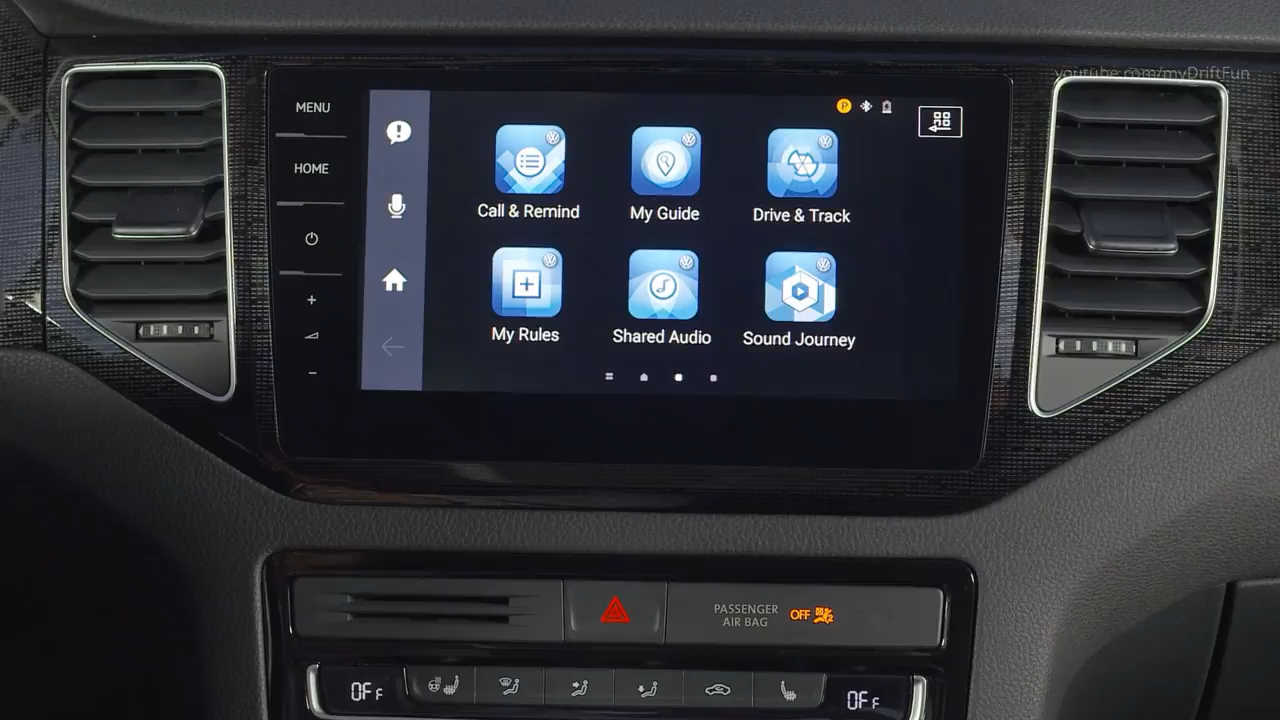 youtube.com/myDriftFun
MENU
HOME
P
Call & Remind
My Guide
Drive & Track
My Rules
Shared Audio
Sound Journey
PASSENGER
AIR BAG
OFF
OFF
OFF